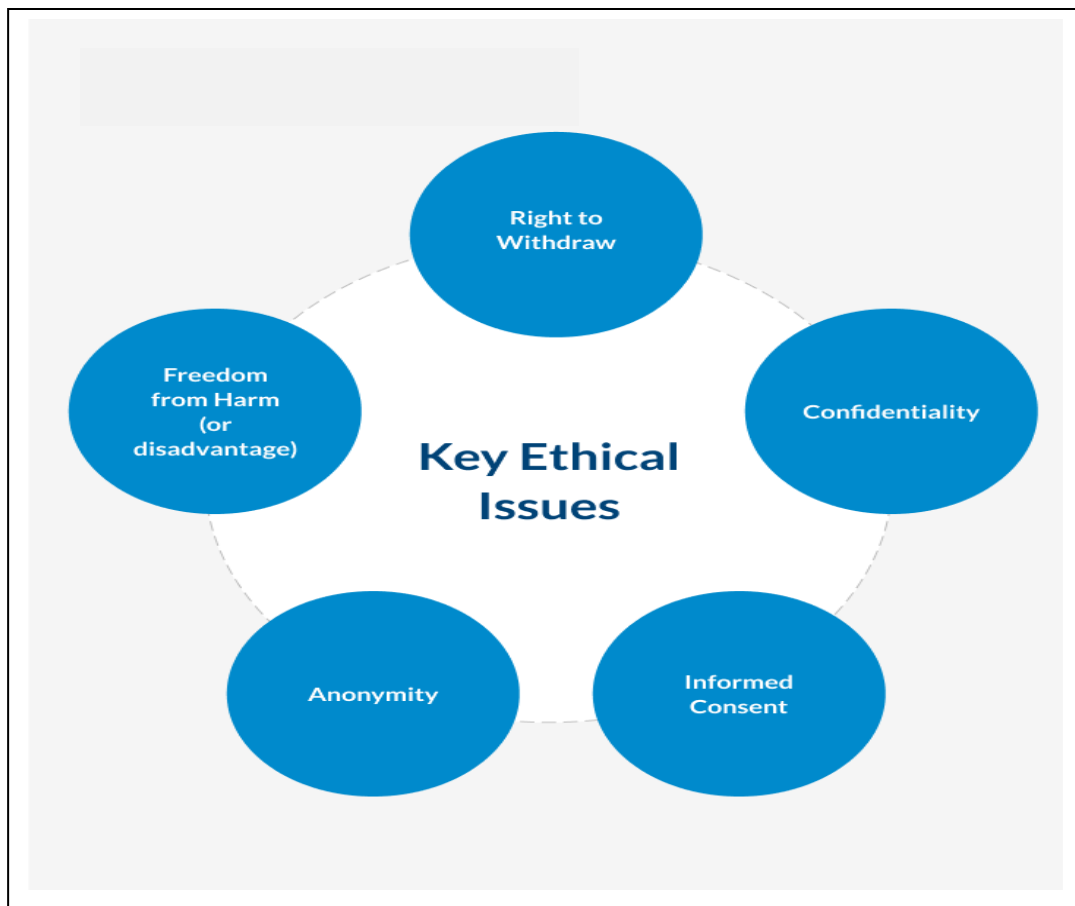 Right to
Withdraw
Freedom
from Harm
(or
disadvantage)
Confidentiality
Key Ethical
Issues
Anonymity
Informed
Consent